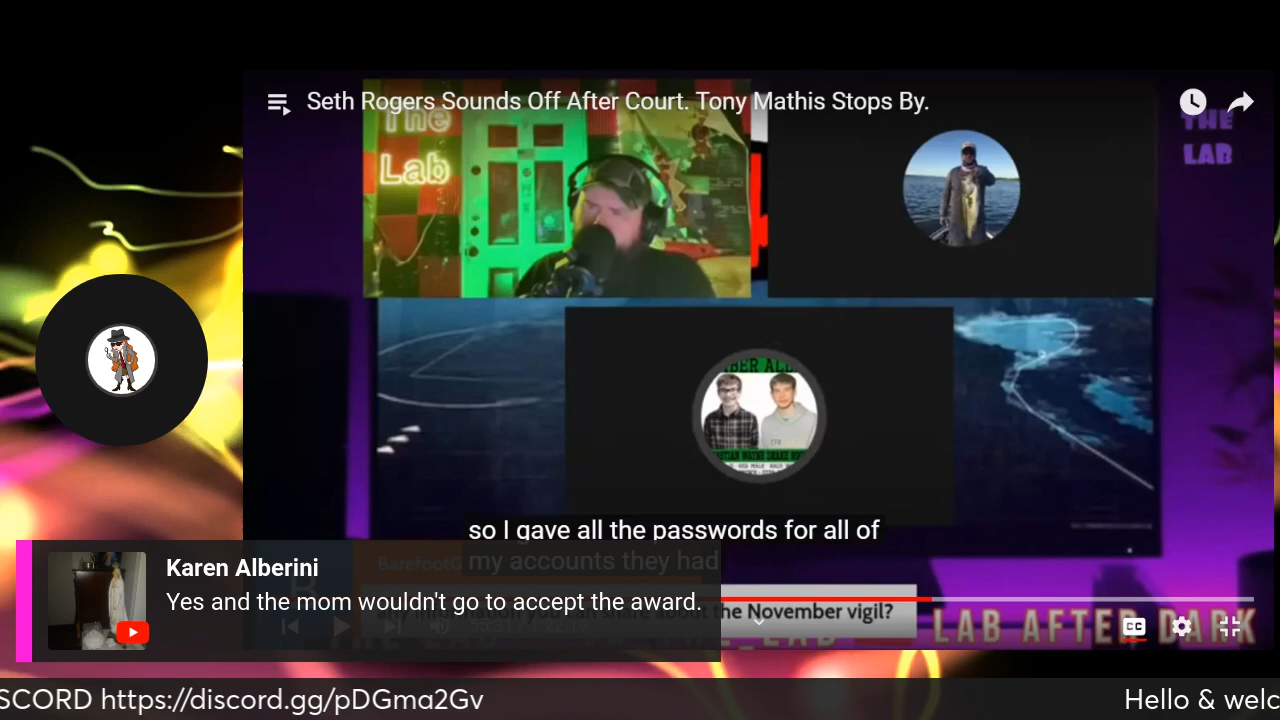 Seth Rogers Sounds Off After Court. Tony Mathis Stops By.
The
Lab
THE
LAB
so I gave all the passwords for all of
my accounts they had
Karen Alberini
Yes and the mom wouldn't go to accept the award.
the November vigil?
LAB AFTER DARK
CC
SCORD https://discord.gg/pDGma2Gv
Hello & welc